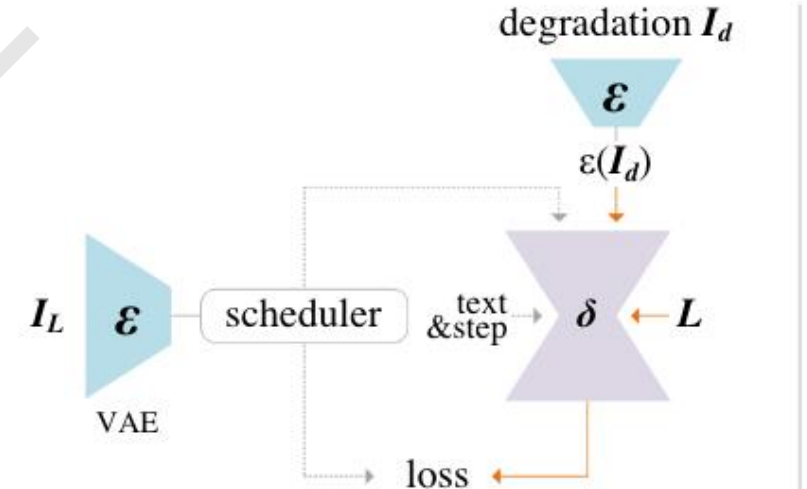 degradation I_d
ε
ε(I_d)
I_L
ε
scheduler
text
&step
δ
L
VAE
loss